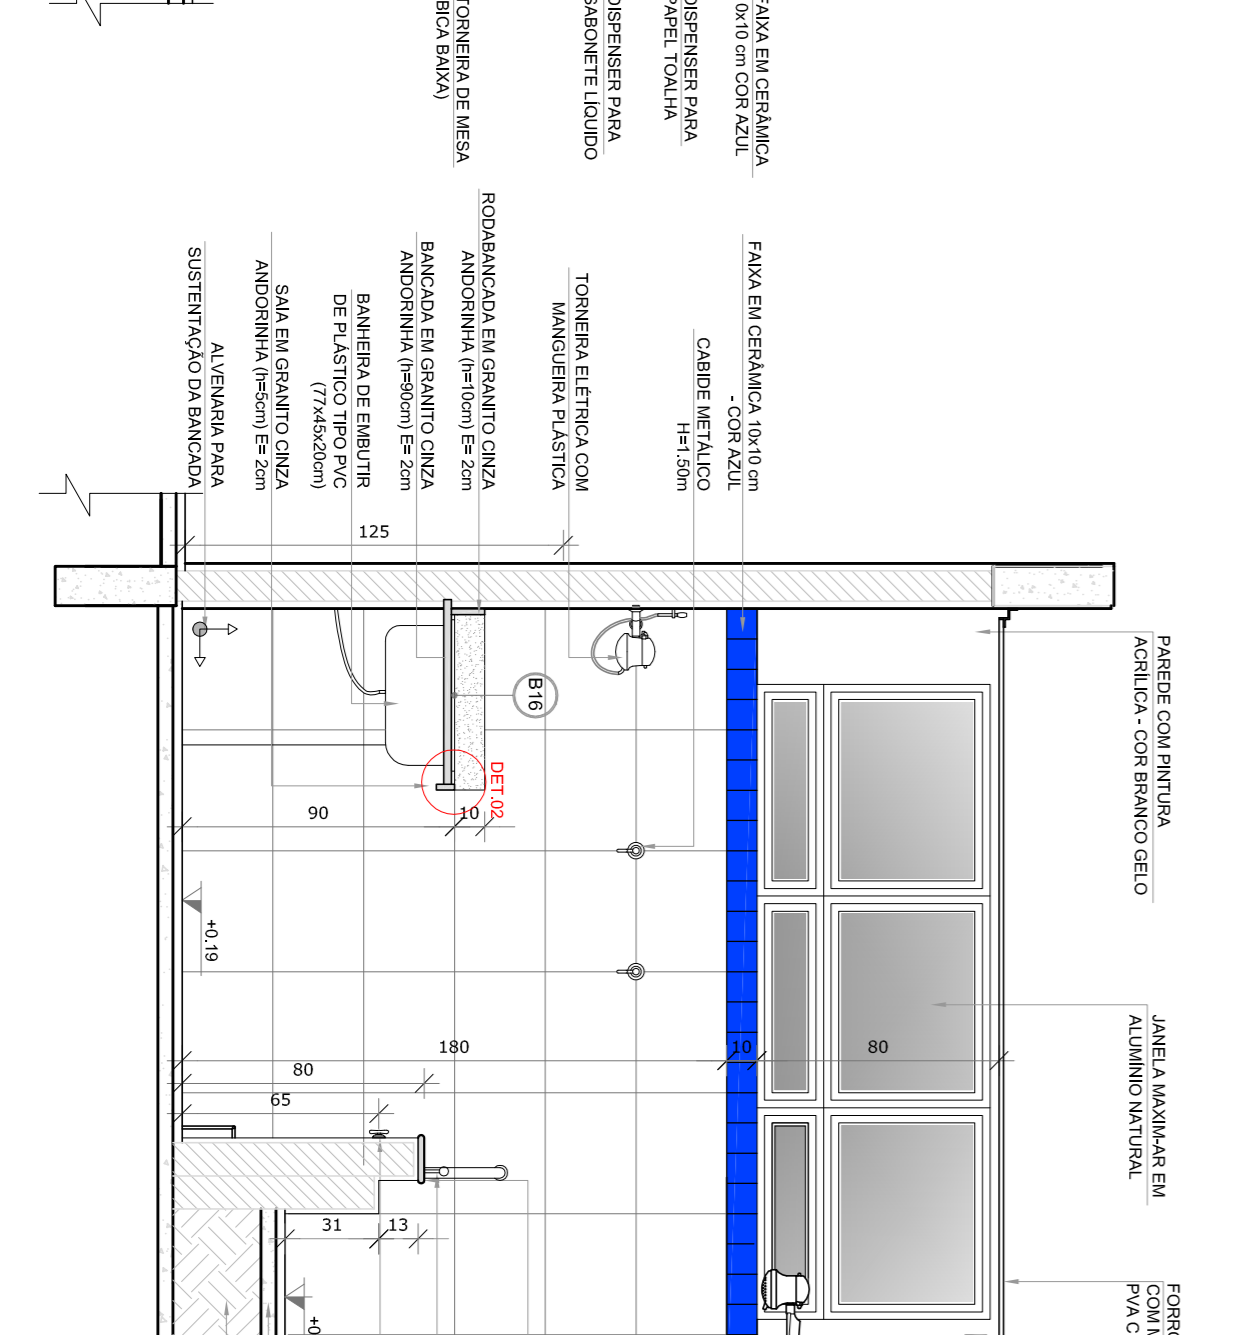 TORNEIRA DE MESA
BICA BAIXA)
DISPENSER PARA
SABONETE LÍQUIDO
DISPENSER PARA
PAPEL TOALHA
FAIXA EM CERÂMICA
0x10 cm COR AZUL
FAIXA EM CERÂMICA 10x10 cm
- COR AZUL
CABIDE METÁLICO
H=1.50m
TORNEIRA ELÉTRICA COM
MANGUEIRA PLÁSTICA
RODABANCADA EM GRANITO CINZA
ANDORINHA (h=10cm) E= 2cm
BANCADA EM GRANITO CINZA
ANDORINHA (h=90cm) E= 2cm
BANHEIRA DE EMBUTIR
DE PLÁSTICO TIPO PVC
(77x45x20cm)
SAIA EM GRANITO CINZA
ANDORINHA (h=5cm) E= 2cm
ALVENARIA PARA
SUSTENTAÇÃO DA BANCADA
125
PAREDE COM PINTURA
ACRÍLICA - COR BRANCO GELO
B16
DET.02
90
10
+0.19
JANELA MAXIM-AR EM
ALUMÍNIO NATURAL
180
10
80
80
65
31
13
+0
FORRO
COM
PVA C